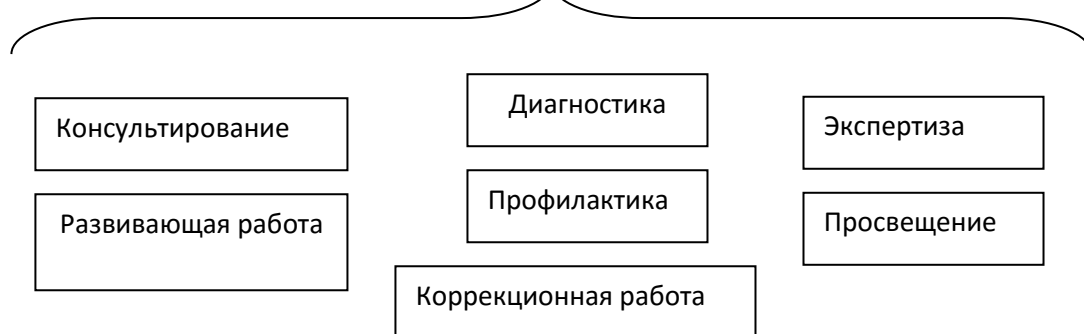 Консультирование
Диагностика
Экспертиза
Развивающая работа
Профилактика
Просвещение
Коррекционная работа